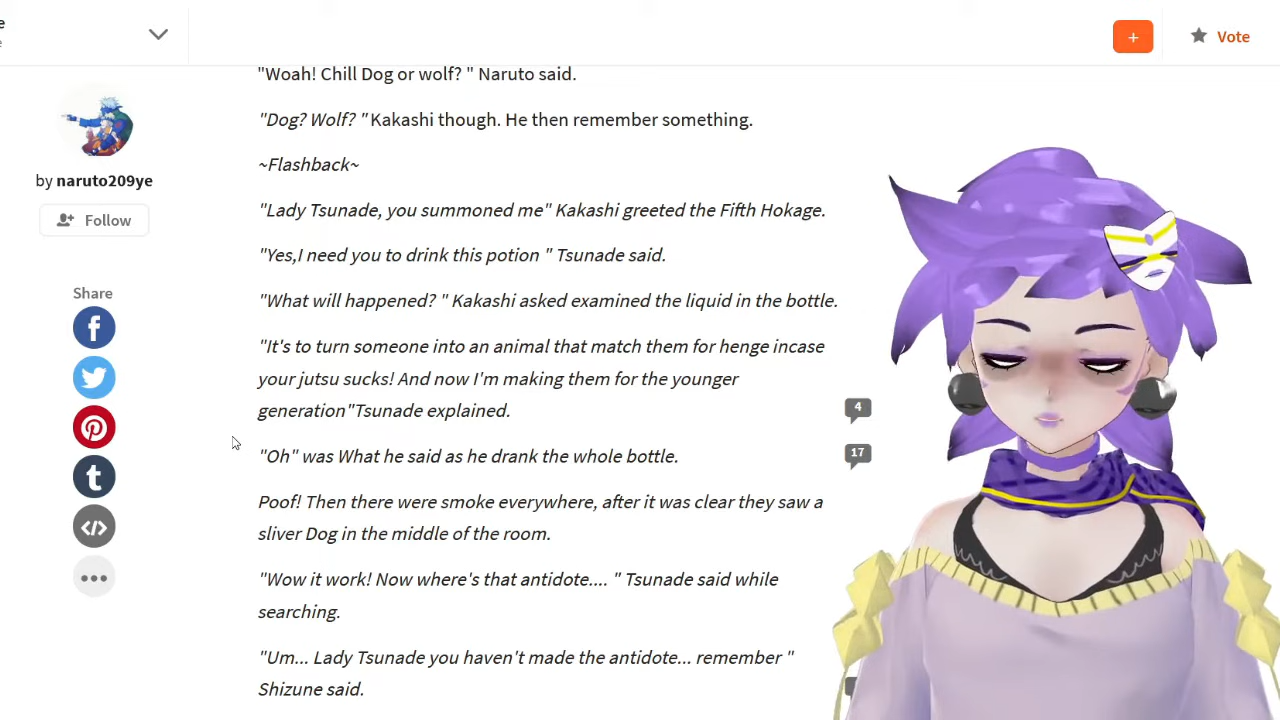 e
Vote
"Woah! Chill Dog or wolf? " Naruto said.
"Dog? Wolf? " Kakashi though. He then remember something.
~Flashback~
by naruto209ye
"Lady Tsunade, you summoned me" Kakashi greeted the Fifth Hokage.
Follow
"Yes,I need you to drink this potion " Tsunade said.
Share
"What will happened? " Kakashi asked examined the liquid in the bottle.
"It's to turn someone into an animal that match them for henge incase
your jutsu sucks! And now I'm making them for the younger
generation"Tsunade explained.
4
"Oh" was What he said as he drank the whole bottle.
17
Poof! Then there were smoke everywhere, after it was clear they saw a
sliver Dog in the middle of the room.
"Wow it work! Now where's that antidote.... " Tsunade said while
searching.
"Um... Lady Tsunade you haven't made the antidote... remember "
Shizune said.